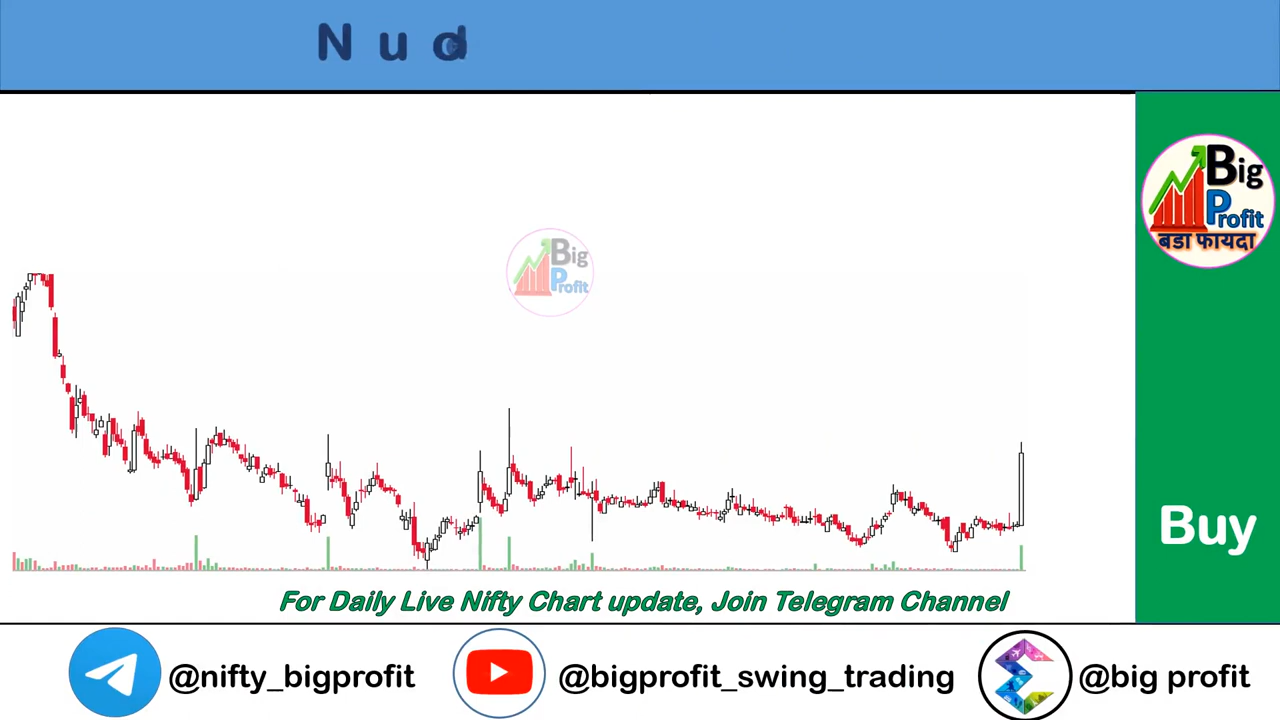 N u d
Big
Profit
बडा फायदा
Big
Profit
Buy
For Daily Live Nifty Chart update, Join Telegram Channel
@nifty_bigprofit
@bigprofit_swing_trading
@big profit